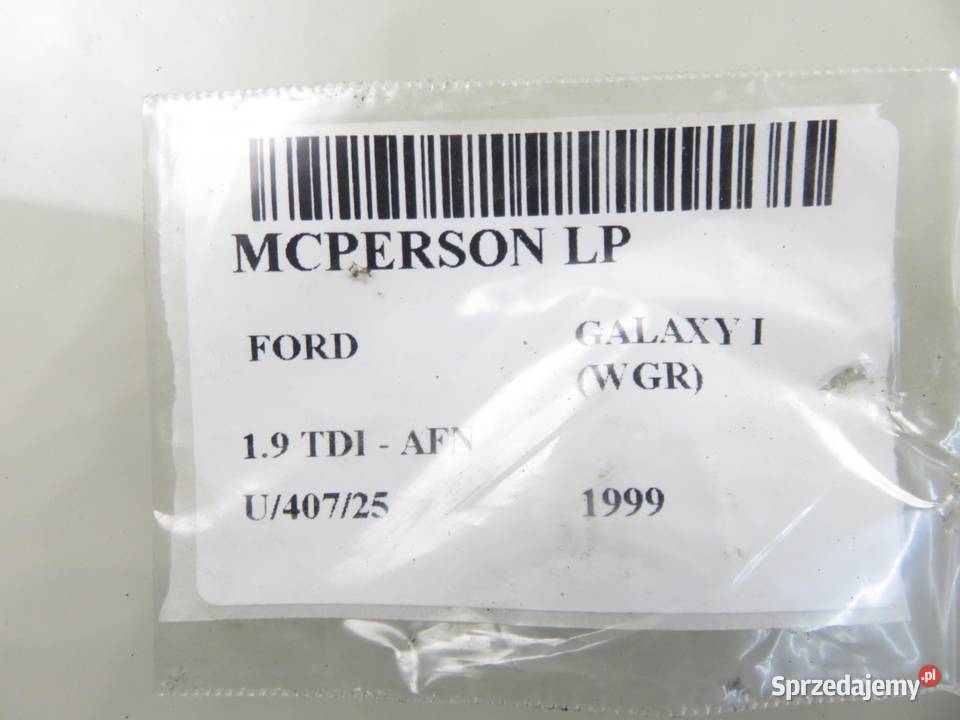 MCPERSON LP
FORD
GALAXY I
(WGR)
1.9 TDI - AFN
U/407/25
1999
Sprzedajemy.pl